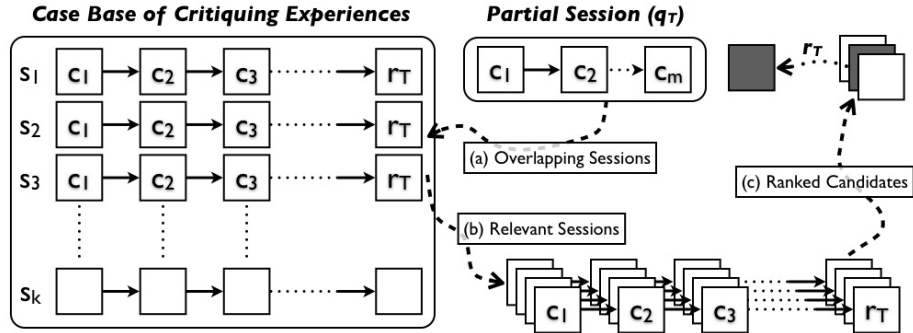 Case Base of Critiquing Experiences
Partial Session (qT)
s1 c1 c2 c3 rT
s2 c1 c2 c3 rT
s3 c1 c2 c3 rT
sk
c1 c2 cm
rT
(a) Overlapping Sessions
(b) Relevant Sessions
(c) Ranked Candidates
c1 c2 c3 rT